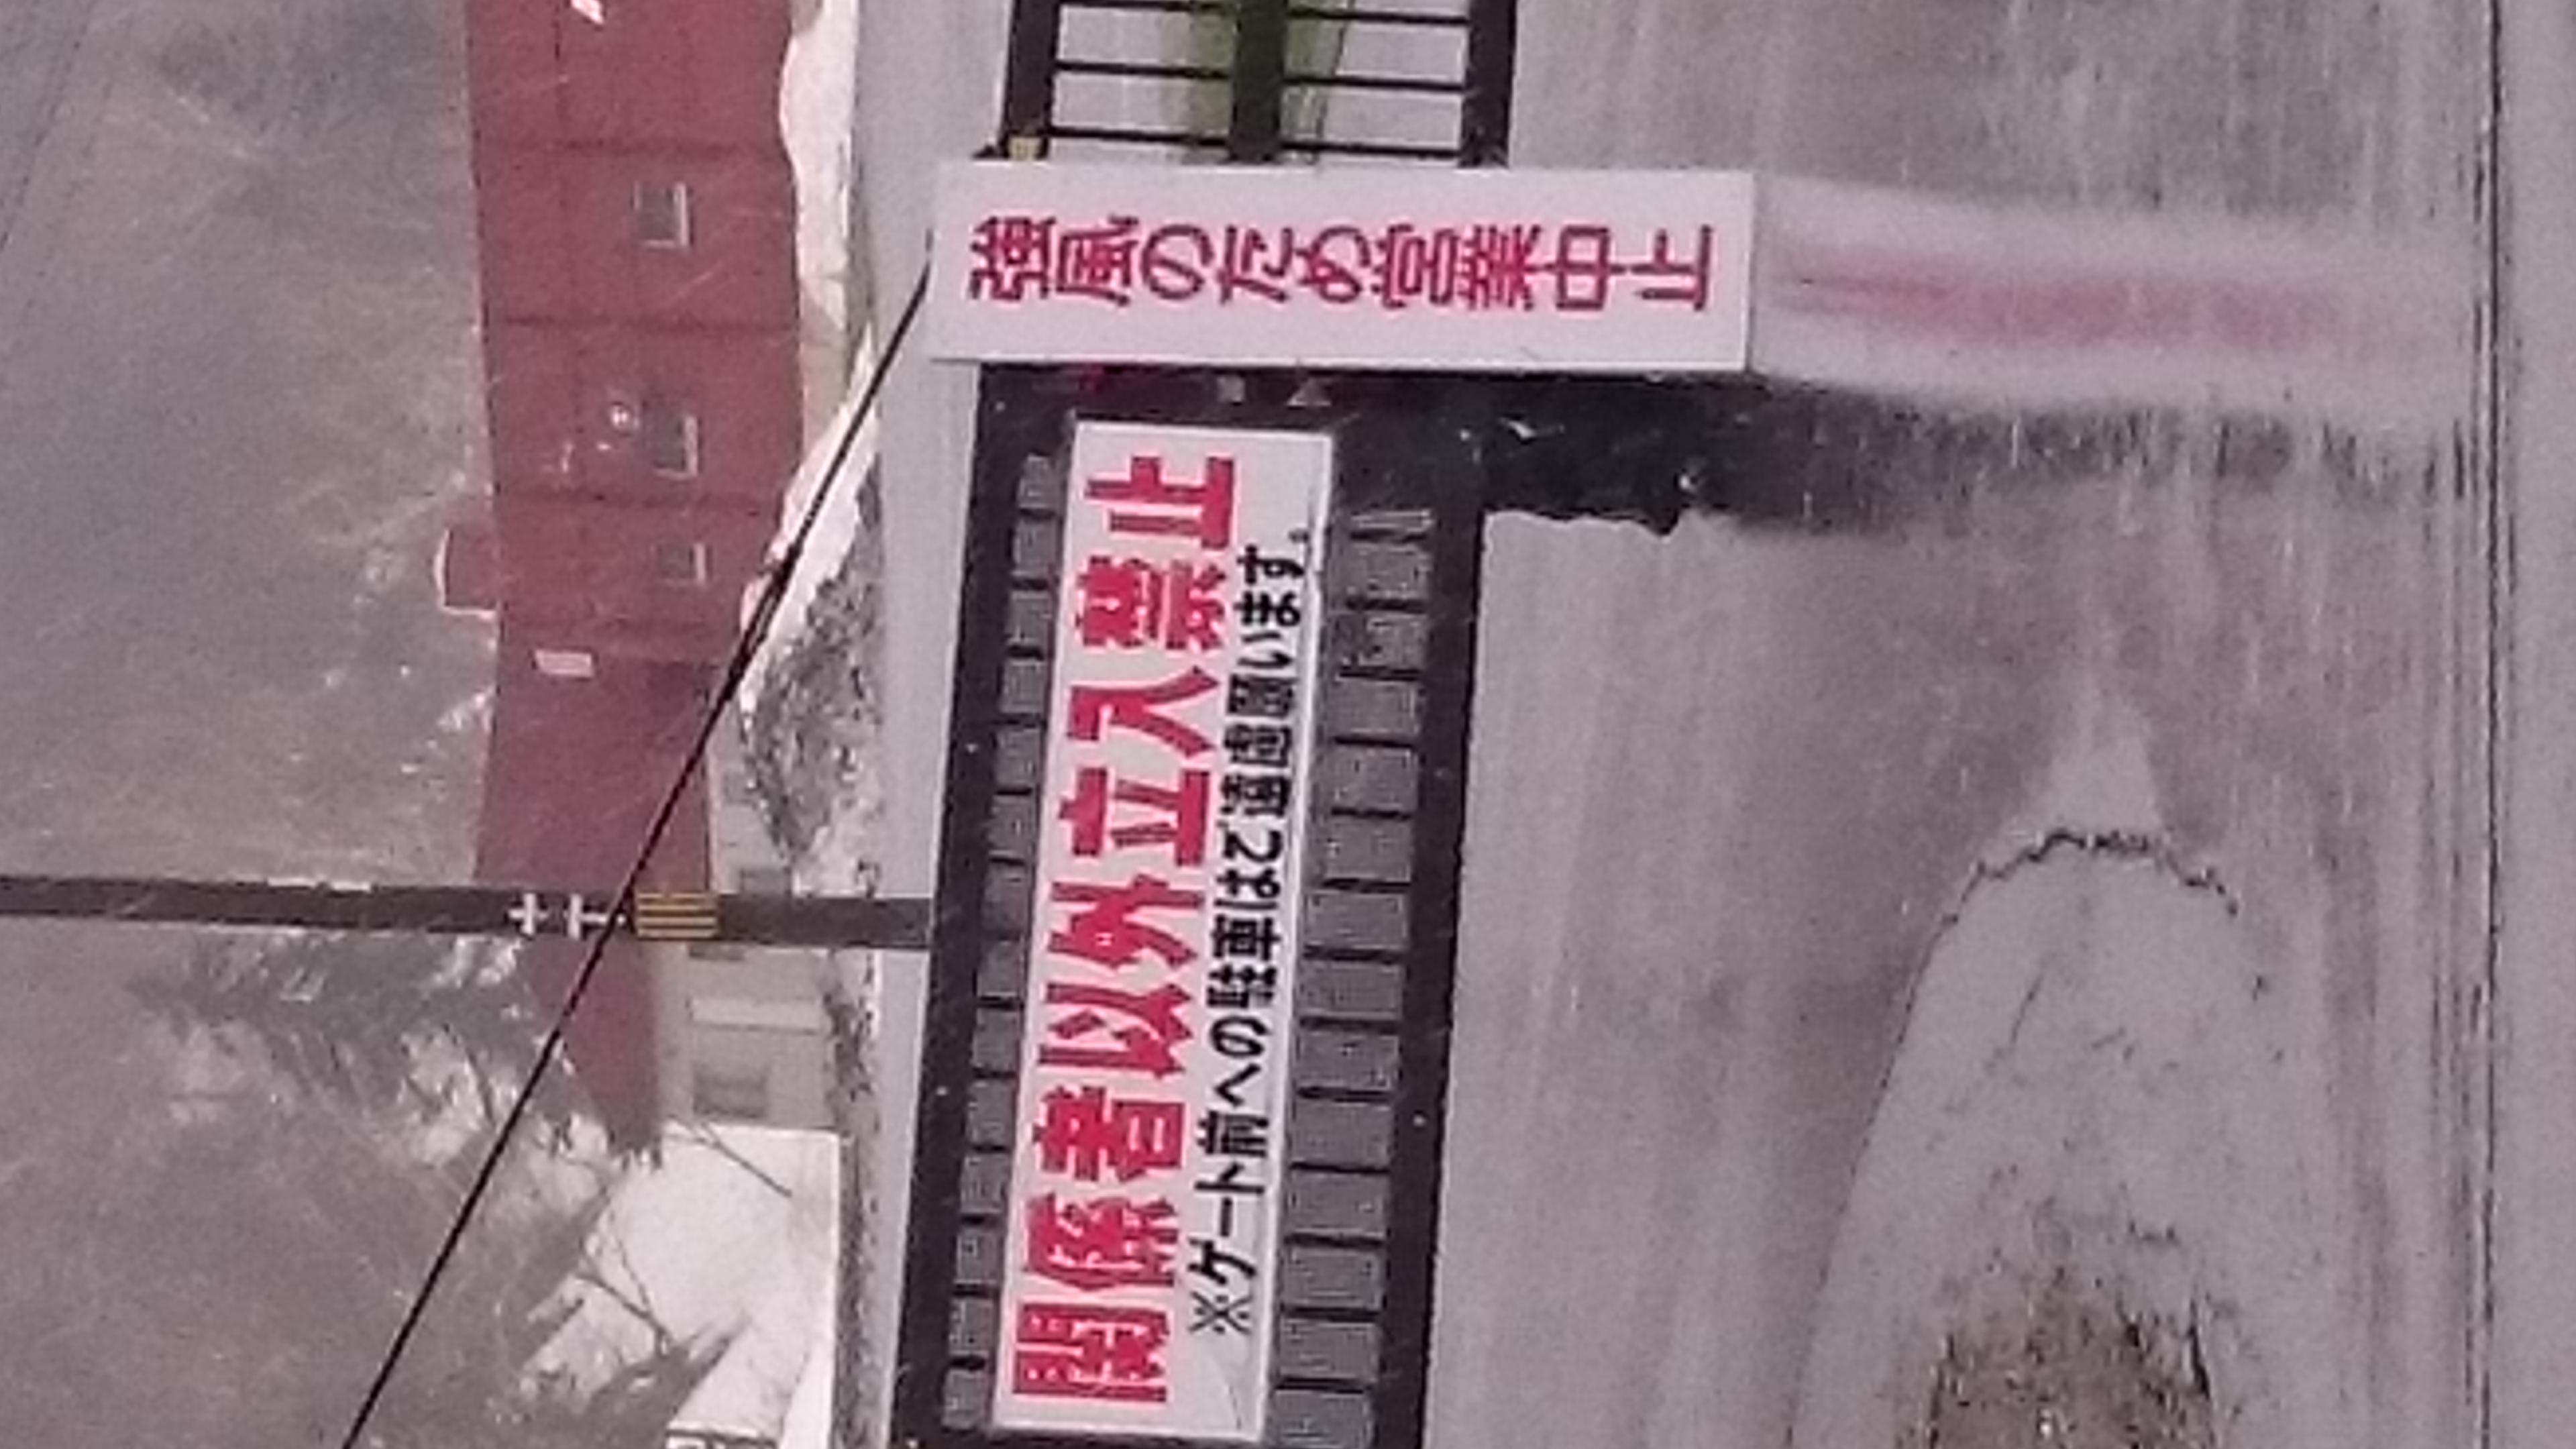 強風のため営業中止
関係者以外立入禁止
※ゲート前への駐車はご遠慮願います。